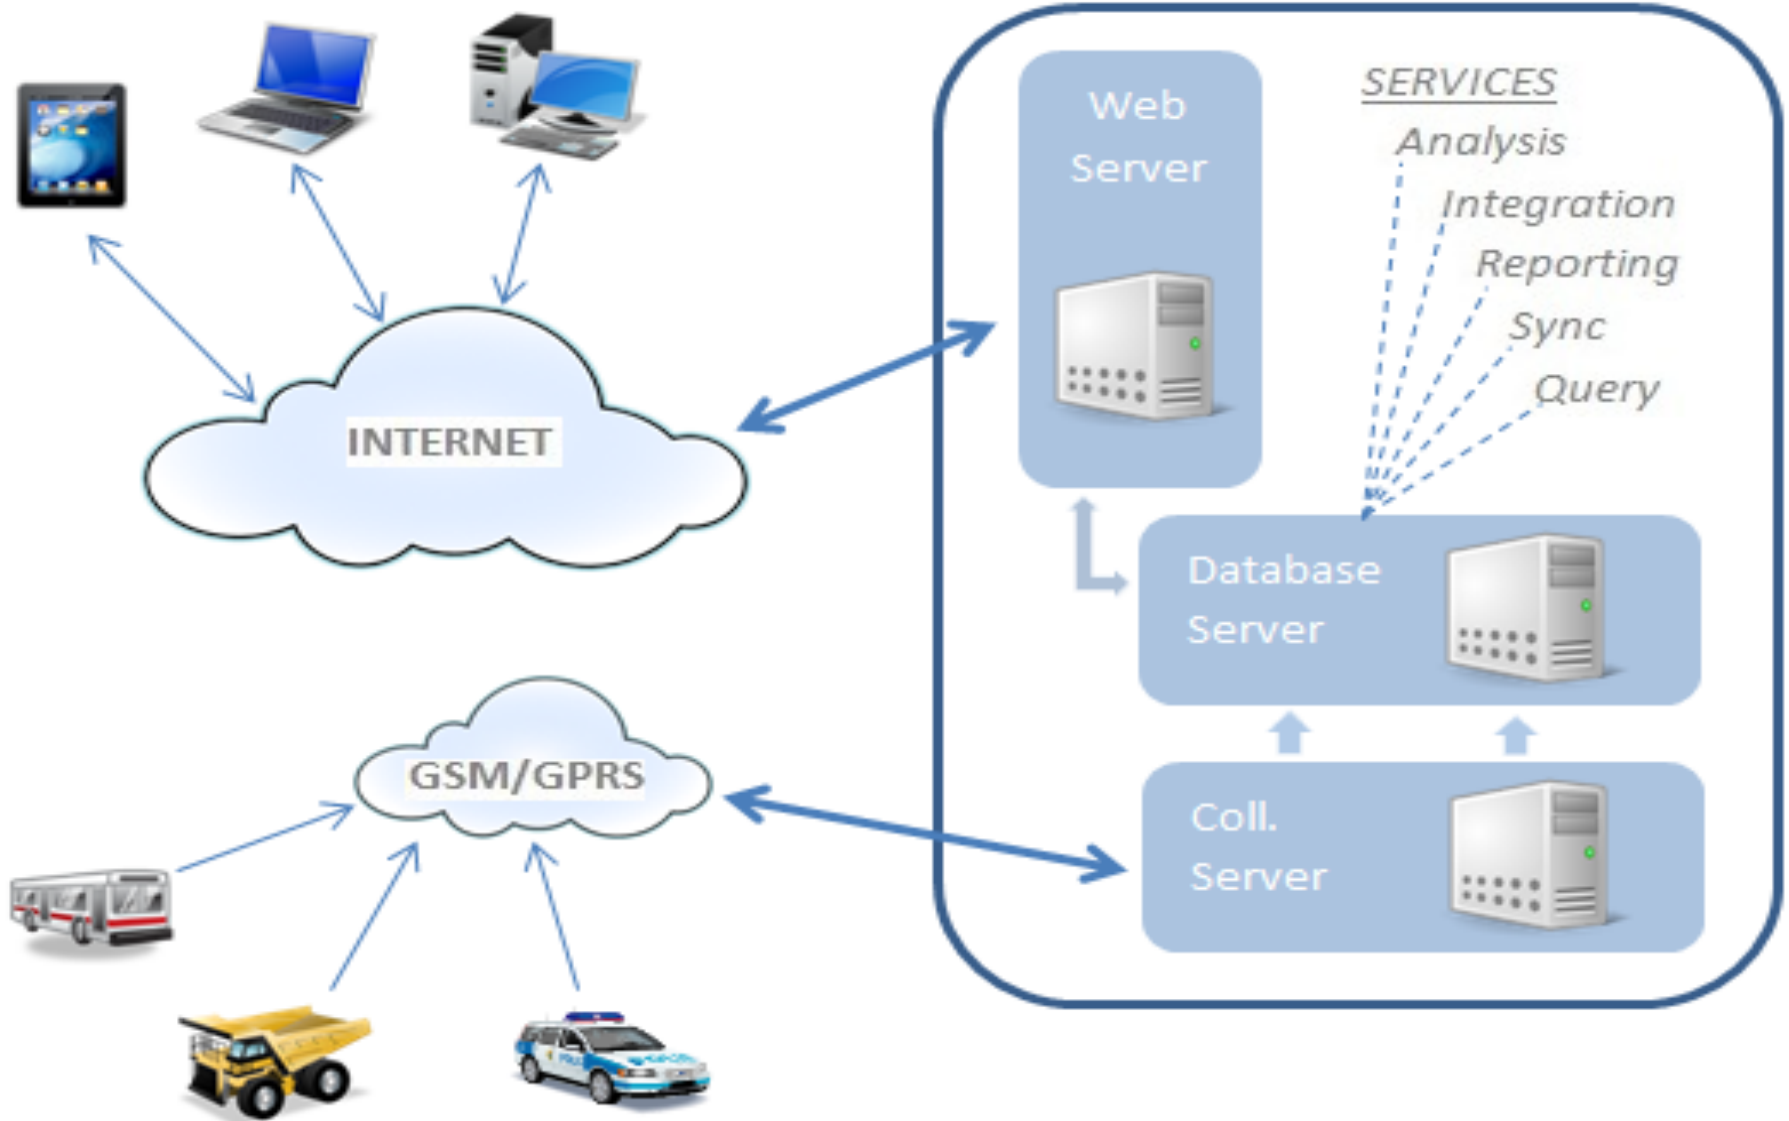 INTERNET
GSM/GPRS
Web
Server
SERVICES
Analysis
Integration
Reporting
Sync
Query
Database
Server
Coll.
Server